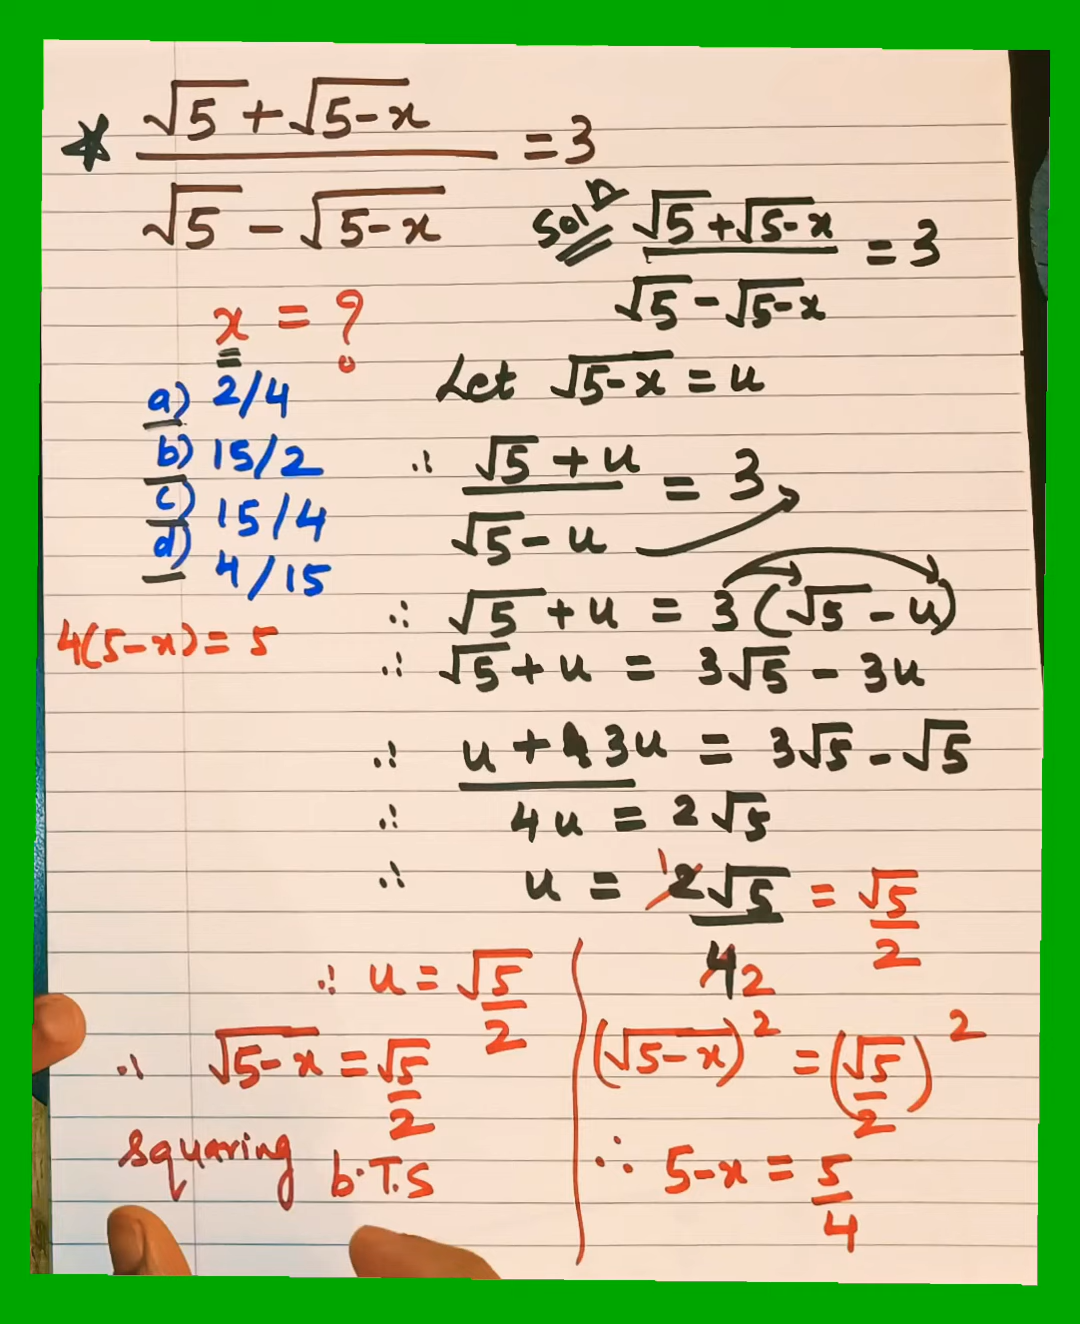 * (√5 + √(5-x)) / (√5 - √(5-x)) = 3
x = ?
a) 2/4
b) 15/2
c) 15/4
d) 4/15
4(5-x) = 5
Solⁿ (√5 + √(5-x)) / (√5 - √(5-x)) = 3
Let √(5-x) = u
∴ (√5 + u) / (√5 - u) = 3
∴ √5 + u = 3(√5 - u)
∴ √5 + u = 3√5 - 3u
∴ u + 3u = 3√5 - √5
∴ 4u = 2√5
∴ u = 2√5 / 4 = √5 / 2
1
2
∴ u = √5 / 2
∴ √(5-x) = √5 / 2
squaring b.T.S
(√(5-x))² = (√5 / 2)²
∴ 5-x = 5 / 4